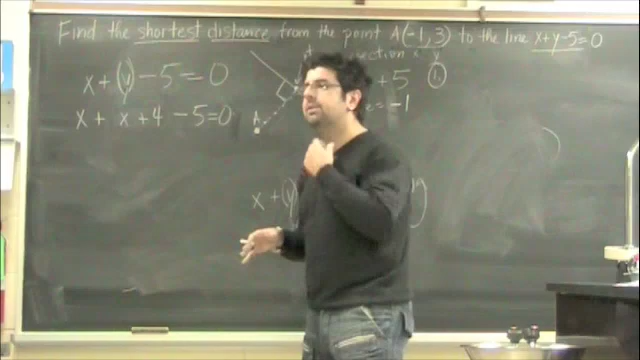 Find the shortest distance from the point A(-1, 3) to the line x+y-5=0
x + (y) - 5 = 0
x + x + 4 - 5 = 0
A
+ 5
= -1
x + (y)